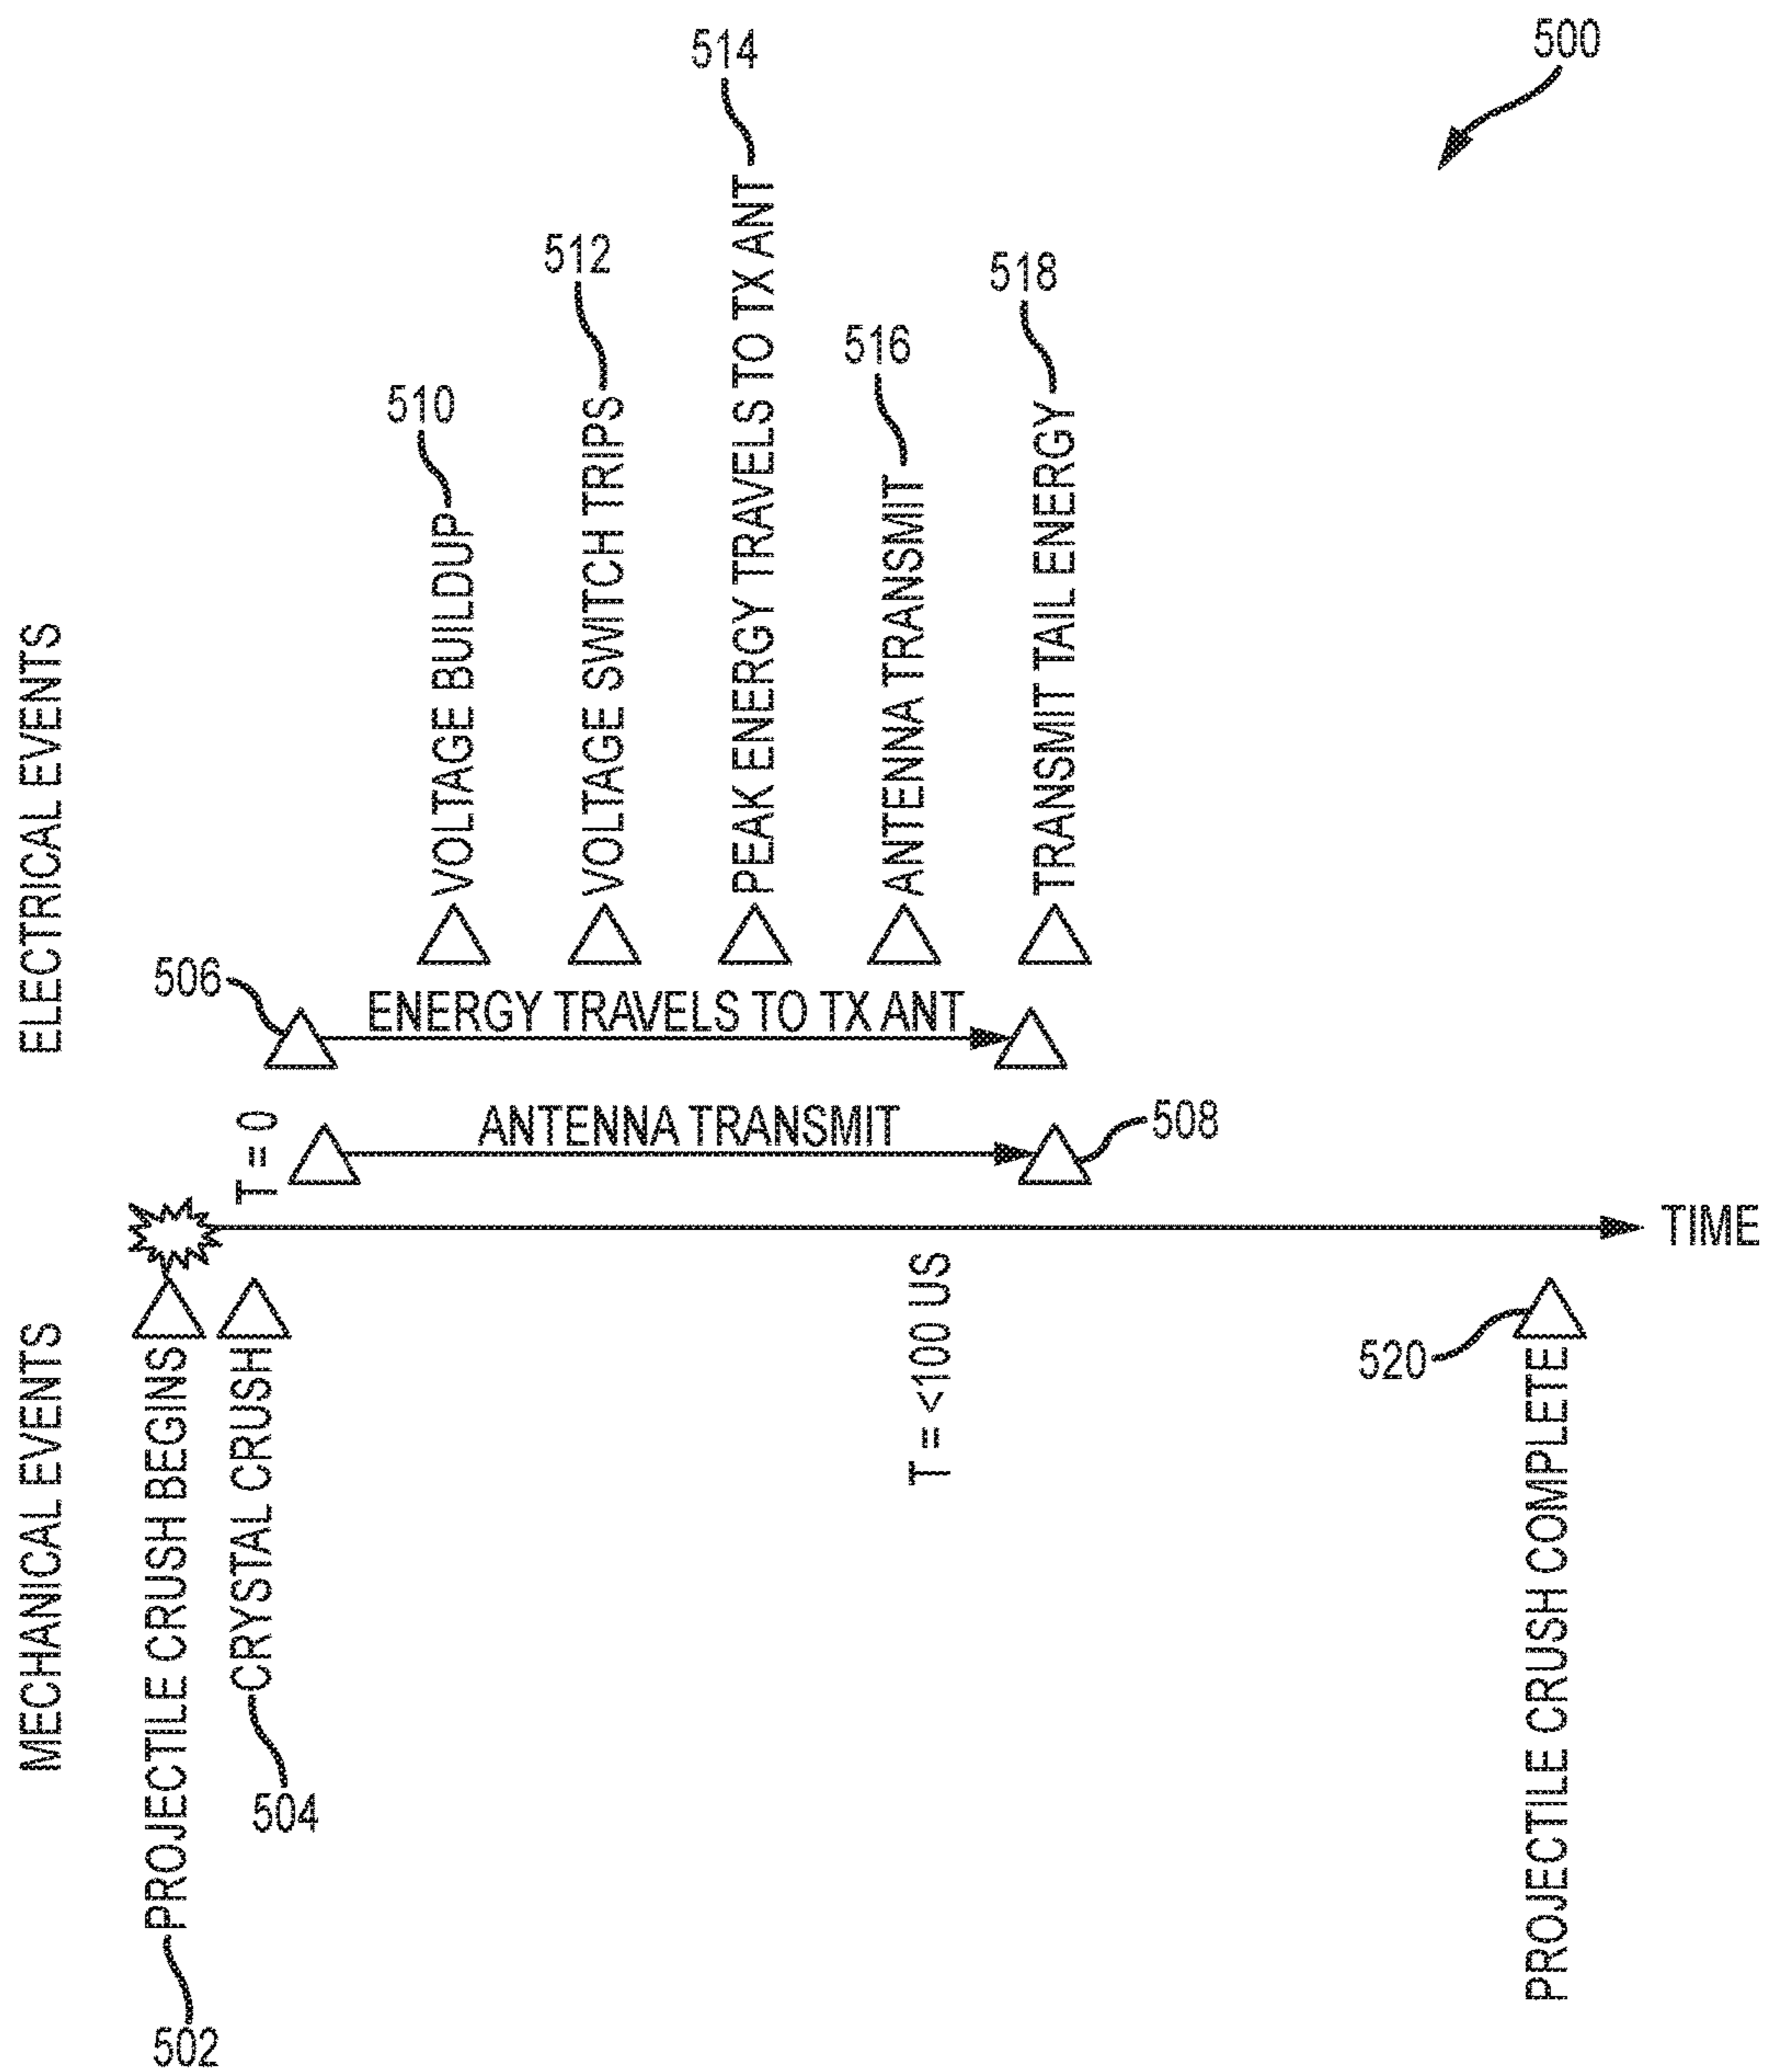 500
ELECTRICAL EVENTS
514
512
518
516
510
VOLTAGE BUILDUP
VOLTAGE SWITCH TRIPS
PEAK ENERGY TRAVELS TO TX ANT
ANTENNA TRANSMIT
TRANSMIT TAIL ENERGY
506
ENERGY TRAVELS TO TX ANT
T = 0
ANTENNA TRANSMIT
508
TIME
MECHANICAL EVENTS
PROJECTILE CRUSH BEGINS
CRYSTAL CRUSH
T = <100 US
520
PROJECTILE CRUSH COMPLETE
504
502